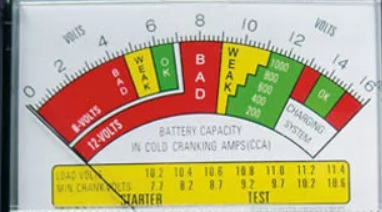 VOLTS VOLTS
0 2 4 6 8 10 12 14 16
6-VOLTS BAD WEAK OK
12-VOLTS BAD WEAK OK
1000
800
600
400
200
CHARGING
SYSTEM
BATTERY CAPACITY
IN COLD CRANKING AMPS(CCA)
LOAD VOLTS 10.2 10.4 10.6 10.8 11.0 11.2 11.4
MIN CRANK VOLTS 7.7 8.2 8.7 9.2 9.7 10.2 10.6
STARTER TEST